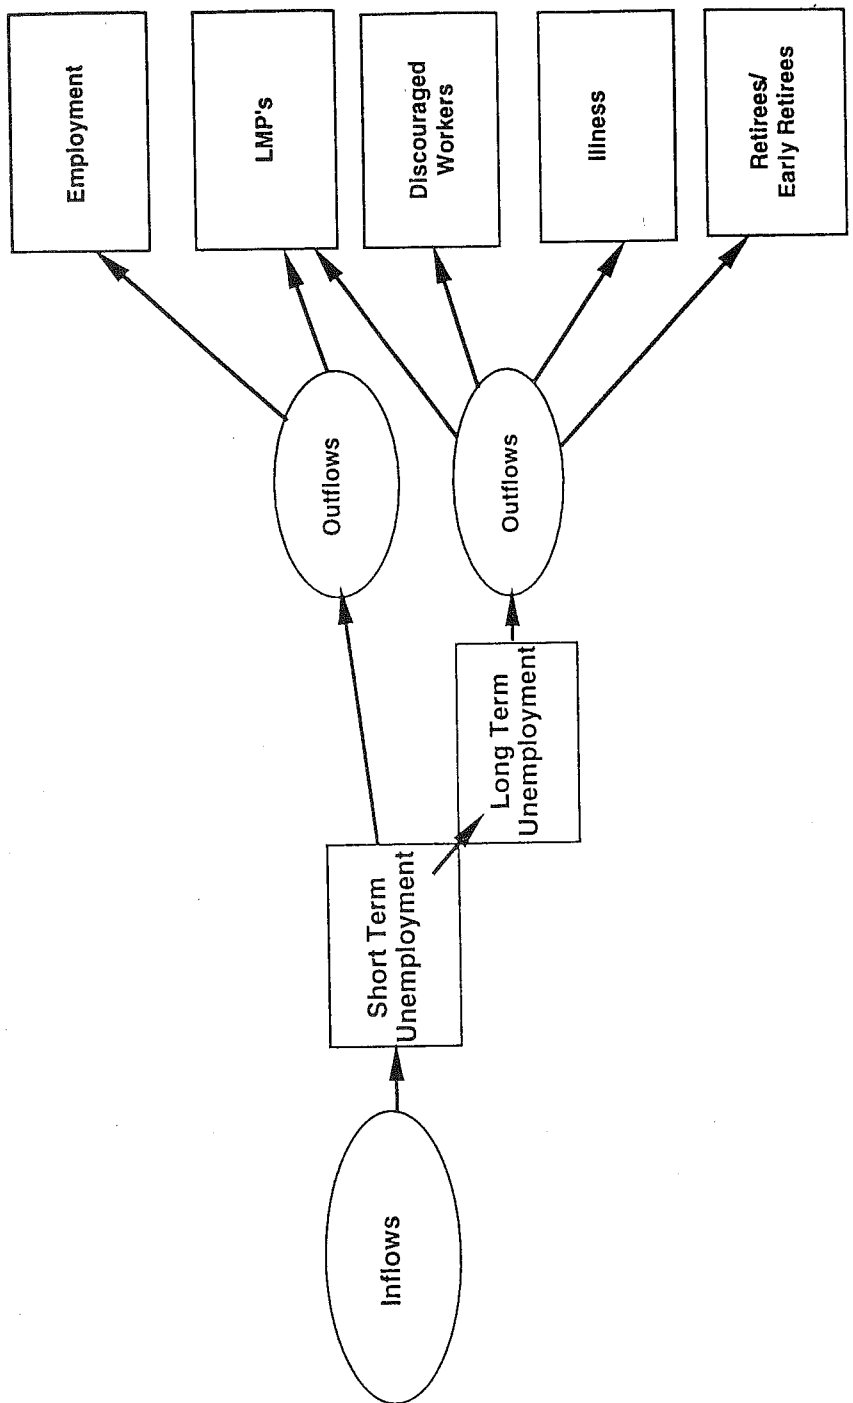 Inflows
Short Term
Unemployment
Long Term
Unemployment
Outflows
Outflows
Employment
LMP's
Discouraged
Workers
Illness
Retirees/
Early Retirees